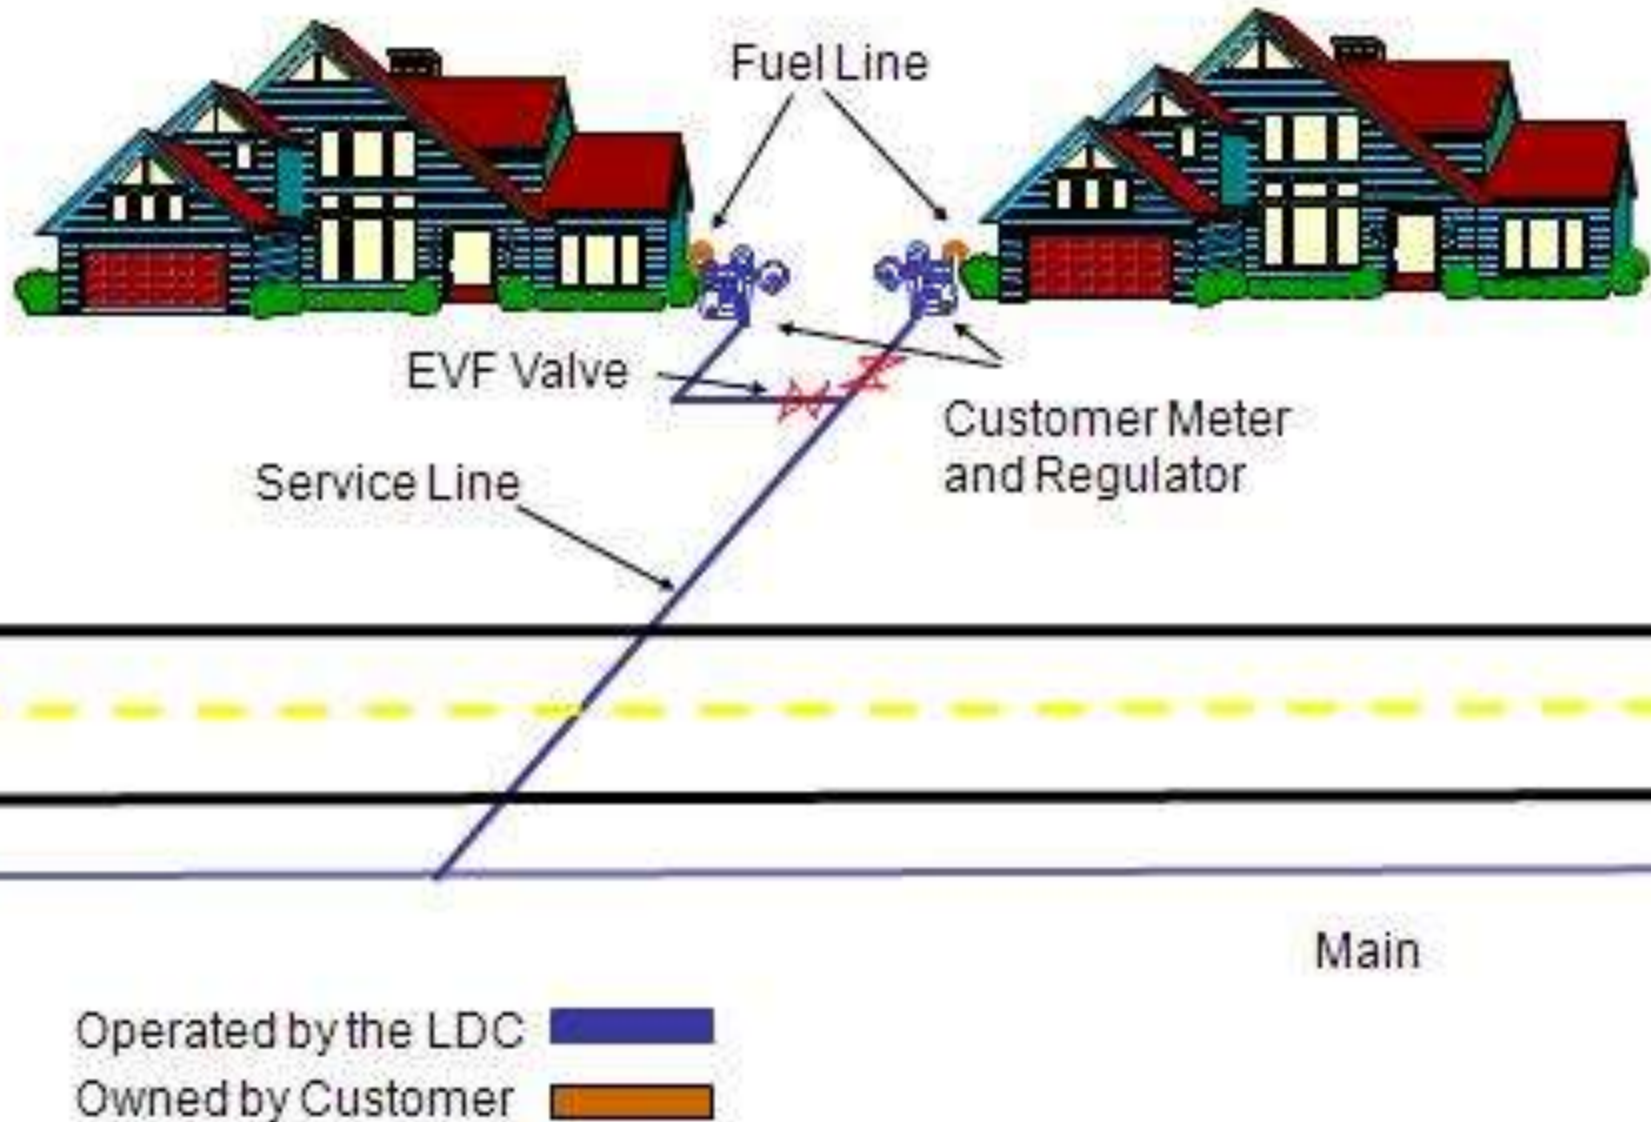 Fuel Line
EVF Valve
Customer Meter
and Regulator
Service Line
Main
Operated by the LDC
Owned by Customer